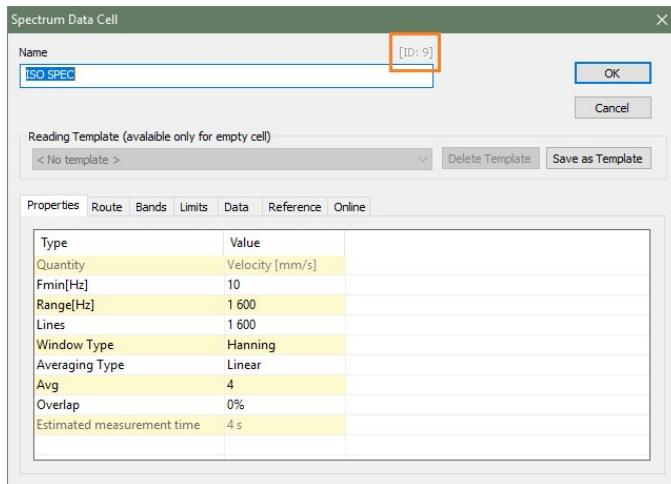 Spectrum Data Cell
Name [ID: 9]
ISO SPEC
OK
Cancel
Reading Template (avalaible only for empty cell)
< No template > Delete Template Save as Template
Properties Route Bands Limits Data Reference Online
Type Value
Quantity Velocity [mm/s]
Fmin[Hz] 10
Range[Hz] 1 600
Lines 1 600
Window Type Hanning
Averaging Type Linear
Avg 4
Overlap 0%
Estimated measurement time 4 s